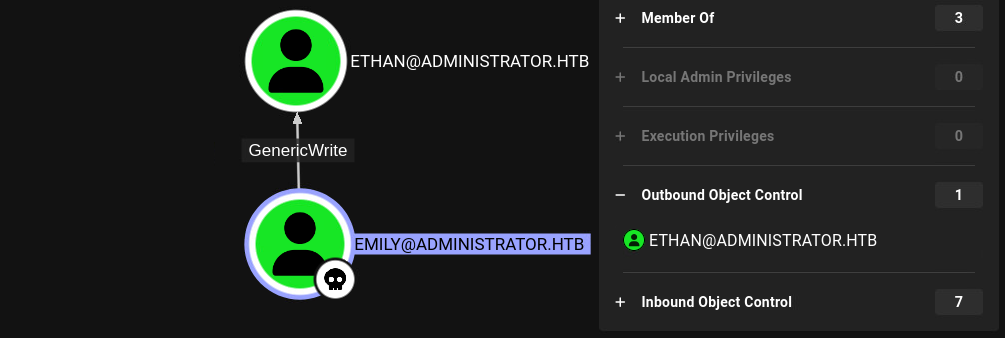 ETHAN@ADMINISTRATOR.HTB
GenericWrite
EMILY@ADMINISTRATOR.HTB
+ Member Of 3
+ Local Admin Privileges 0
+ Execution Privileges 0
− Outbound Object Control 1
ETHAN@ADMINISTRATOR.HTB
+ Inbound Object Control 7